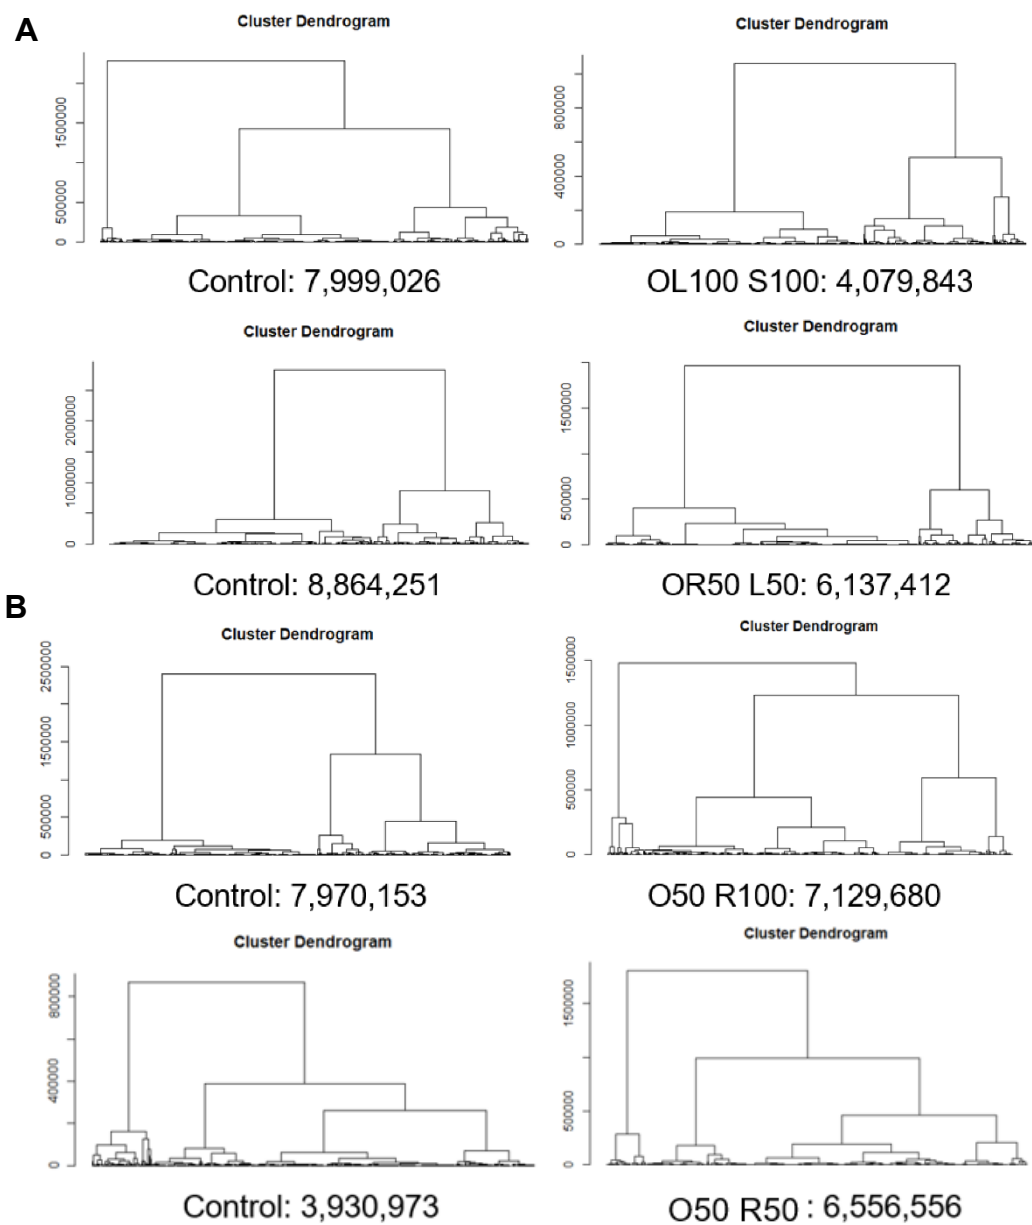 A
Cluster Dendrogram
0 500000 1500000
Control: 7,999,026
Cluster Dendrogram
0 400000 800000
OL100 S100: 4,079,843
Cluster Dendrogram
0 1000000 2000000
Control: 8,864,251
Cluster Dendrogram
0 500000 1500000
OR50 L50: 6,137,412
B
Cluster Dendrogram
0 500000 1500000 2500000
Control: 7,970,153
Cluster Dendrogram
0 500000 1000000 1500000
O50 R100: 7,129,680
Cluster Dendrogram
0 400000 800000
Control: 3,930,973
Cluster Dendrogram
0 500000 1500000
O50 R50 : 6,556,556